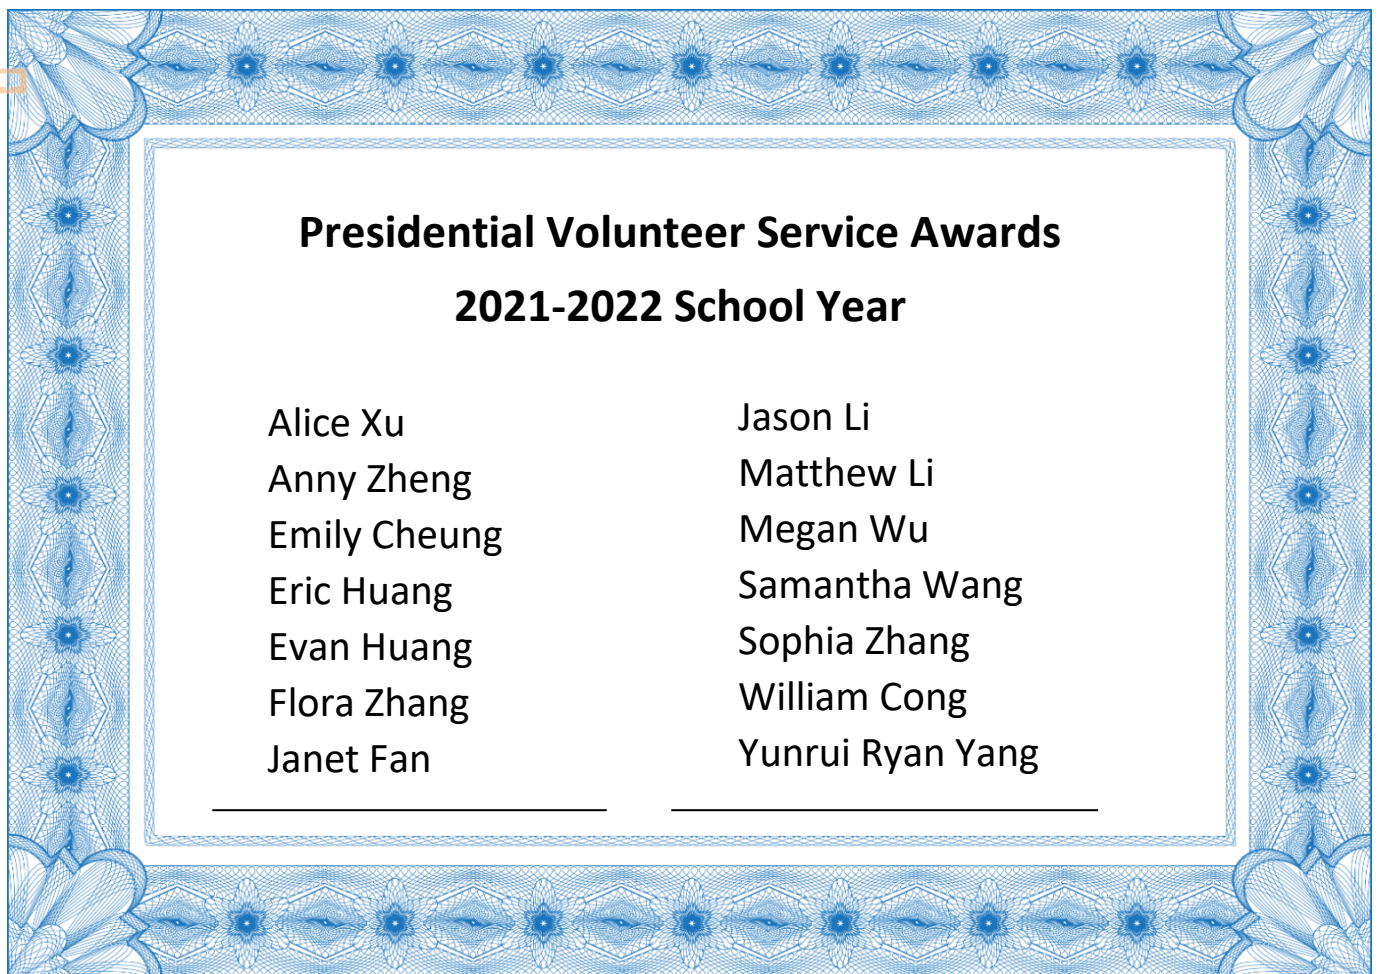 Presidential Volunteer Service Awards
2021-2022 School Year
Alice Xu
Anny Zheng
Emily Cheung
Eric Huang
Evan Huang
Flora Zhang
Janet Fan
Jason Li
Matthew Li
Megan Wu
Samantha Wang
Sophia Zhang
William Cong
Yunrui Ryan Yang